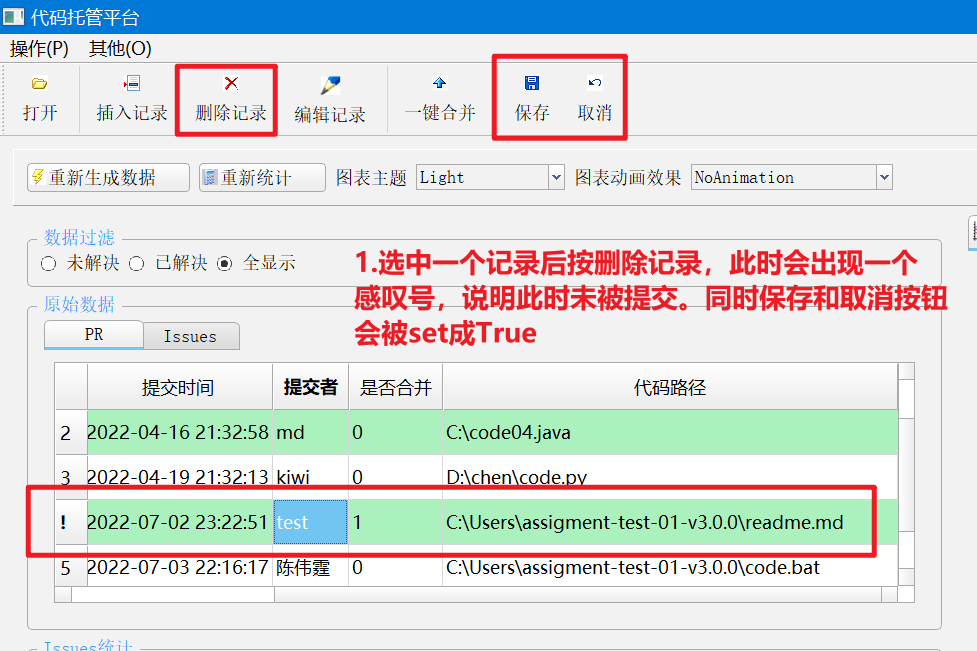 代码托管平台
操作(P) 其他(O)
打开 插入记录 删除记录 编辑记录 一键合并 保存 取消
重新生成数据 重新统计 图表主题 Light 图表动画效果 NoAnimation
数据过滤
未解决 已解决 全显示
1.选中一个记录后按删除记录，此时会出现一个
感叹号，说明此时未被提交。同时保存和取消按钮
会被set成True
原始数据
PR Issues
提交时间 提交者 是否合并 代码路径
2 2022-04-16 21:32:58 md 0 C:\code04.java
3 2022-04-19 21:32:13 kiwi 0 D:\chen\code.py
! 2022-07-02 23:22:51 test 1 C:\Users\assigment-test-01-v3.0.0\readme.md
5 2022-07-03 22:16:17 陈伟霆 0 C:\Users\assigment-test-01-v3.0.0\code.bat
Issues统计